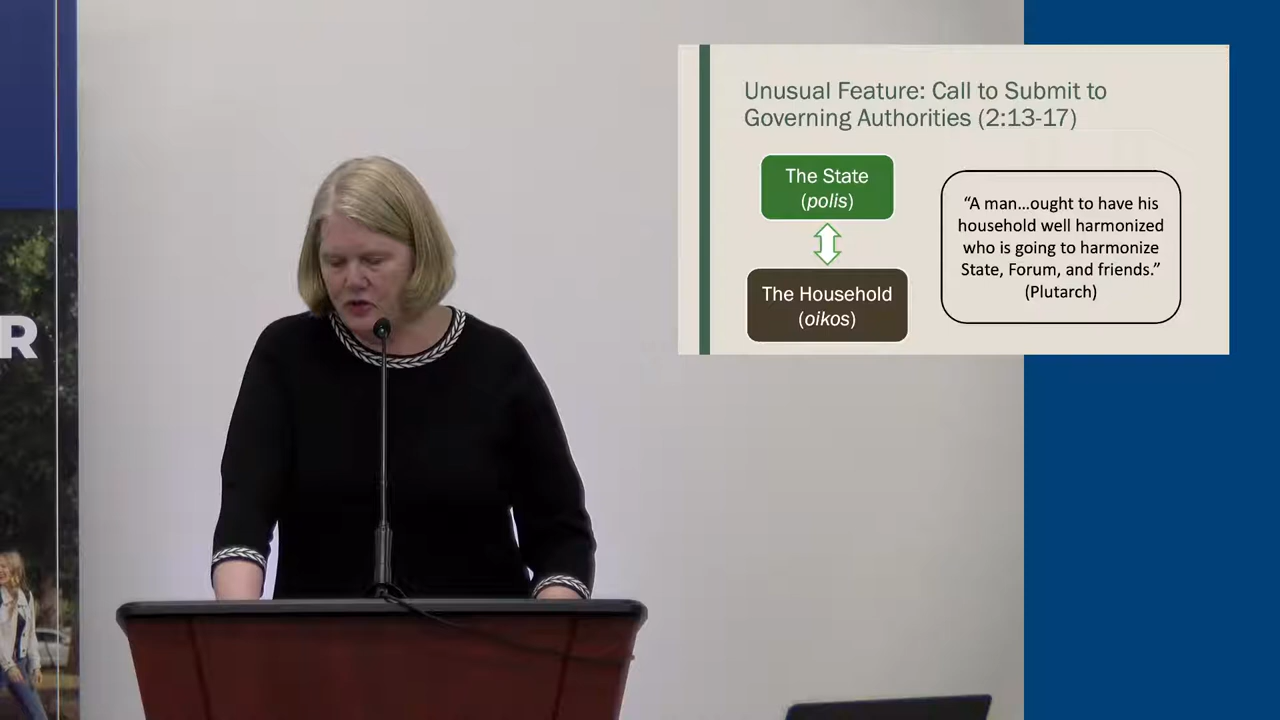 R
Unusual Feature: Call to Submit to
Governing Authorities (2:13-17)
The State
(polis)
The Household
(oikos)
“A man…ought to have his
household well harmonized
who is going to harmonize
State, Forum, and friends.”
(Plutarch)